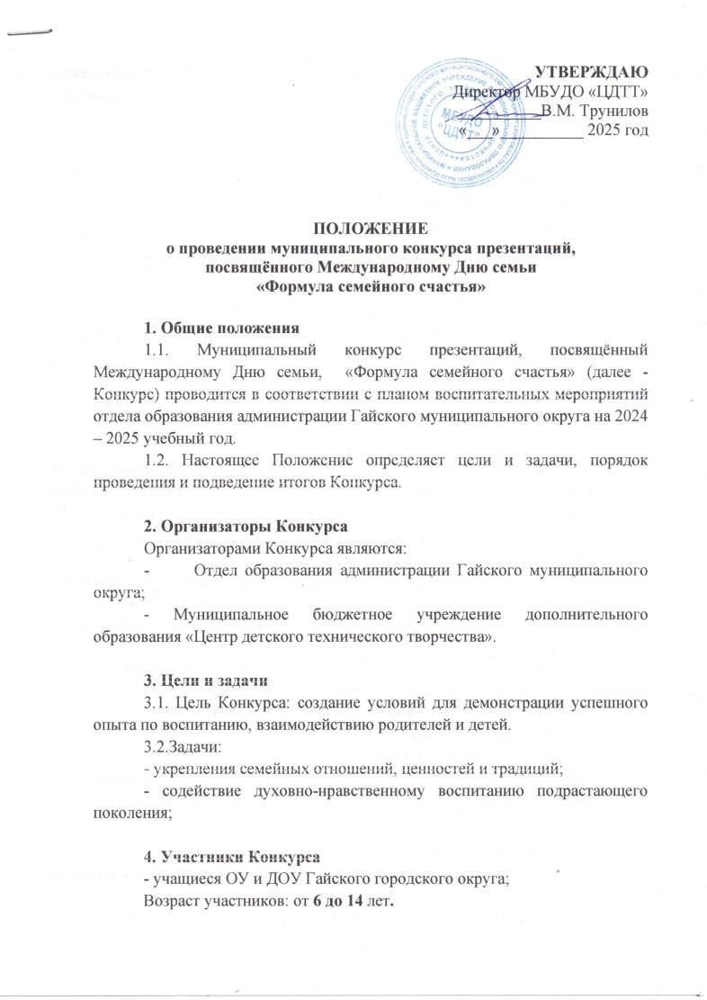 УТВЕРЖДАЮ
Директор МБУДО «ЦДТТ»
В.М. Трунилов
«___» __________ 2025 год
МБУДО
"ЦДТТ"
ПОЛОЖЕНИЕ
о проведении муниципального конкурса презентаций,
посвящённого Международному Дню семьи
«Формула семейного счастья»
1. Общие положения
1.1. Муниципальный конкурс презентаций, посвящённый
Международному Дню семьи, «Формула семейного счастья» (далее -
Конкурс) проводится в соответствии с планом воспитательных мероприятий
отдела образования администрации Гайского муниципального округа на 2024
– 2025 учебный год.
1.2. Настоящее Положение определяет цели и задачи, порядок
проведения и подведение итогов Конкурса.
2. Организаторы Конкурса
Организаторами Конкурса являются:
- Отдел образования администрации Гайского муниципального
округа;
- Муниципальное бюджетное учреждение дополнительного
образования «Центр детского технического творчества».
3. Цели и задачи
3.1. Цель Конкурса: создание условий для демонстрации успешного
опыта по воспитанию, взаимодействию родителей и детей.
3.2.Задачи:
- укрепления семейных отношений, ценностей и традиций;
- содействие духовно-нравственному воспитанию подрастающего
поколения;
4. Участники Конкурса
- учащиеся ОУ и ДОУ Гайского городского округа;
Возраст участников: от 6 до 14 лет.